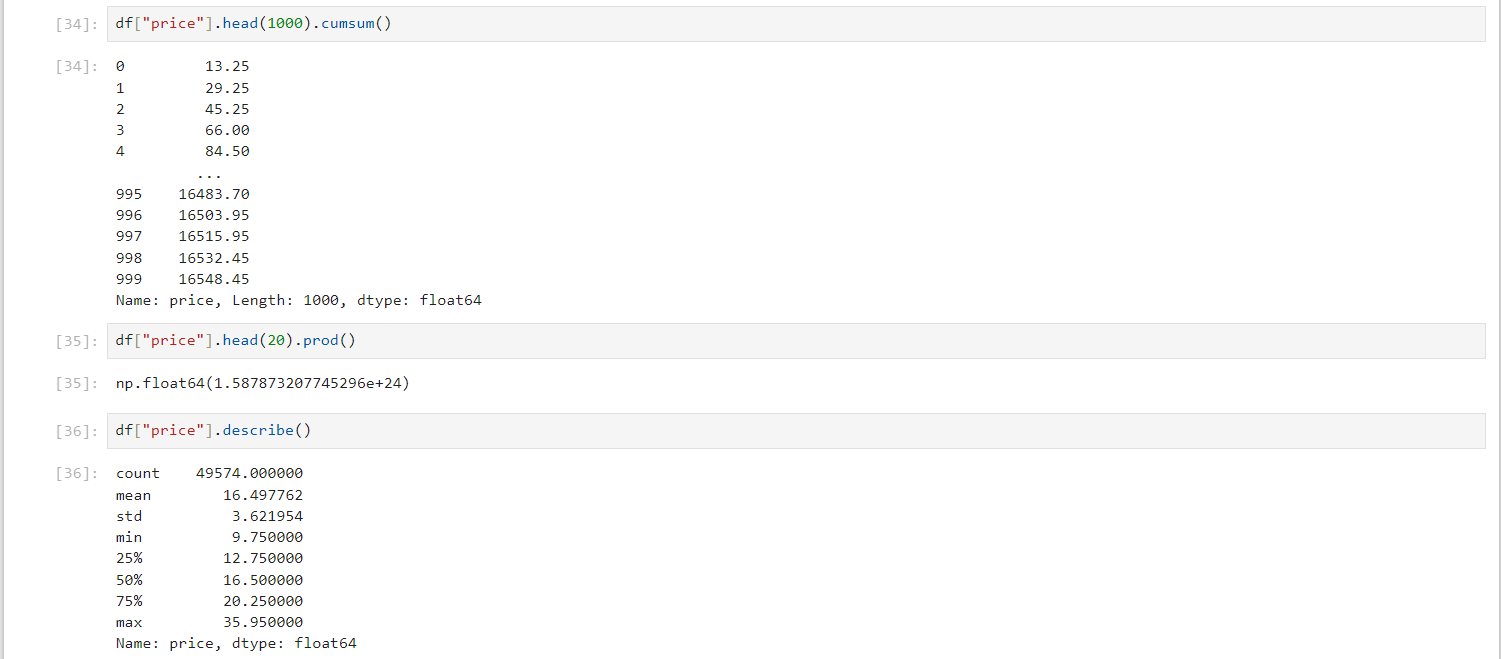 [34]: df["price"].head(1000).cumsum()
[34]: 0 13.25
1 29.25
2 45.25
3 66.00
4 84.50
...
995 16483.70
996 16503.95
997 16515.95
998 16532.45
999 16548.45
Name: price, Length: 1000, dtype: float64
[35]: df["price"].head(20).prod()
[35]: np.float64(1.587873207745296e+24)
[36]: df["price"].describe()
[36]: count 49574.000000
mean 16.497762
std 3.621954
min 9.750000
25% 12.750000
50% 16.500000
75% 20.250000
max 35.950000
Name: price, dtype: float64